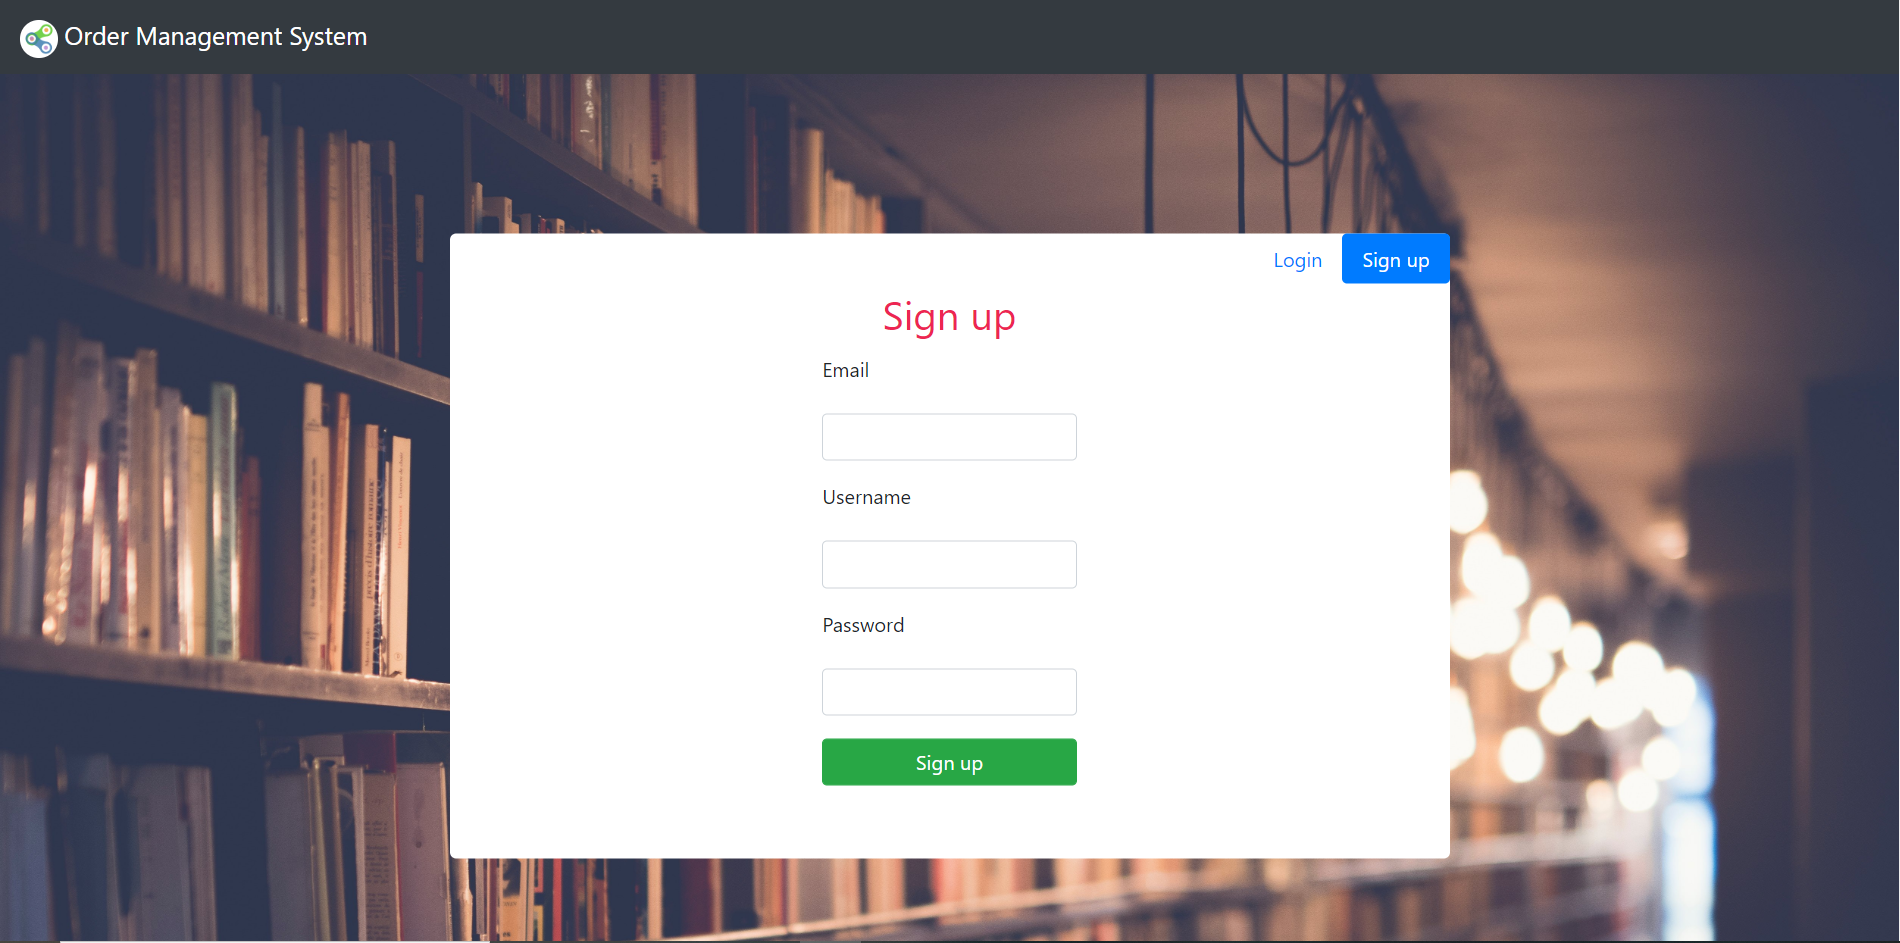 Order Management System
Login
Sign up
Sign up
Email
Username
Password
Sign up